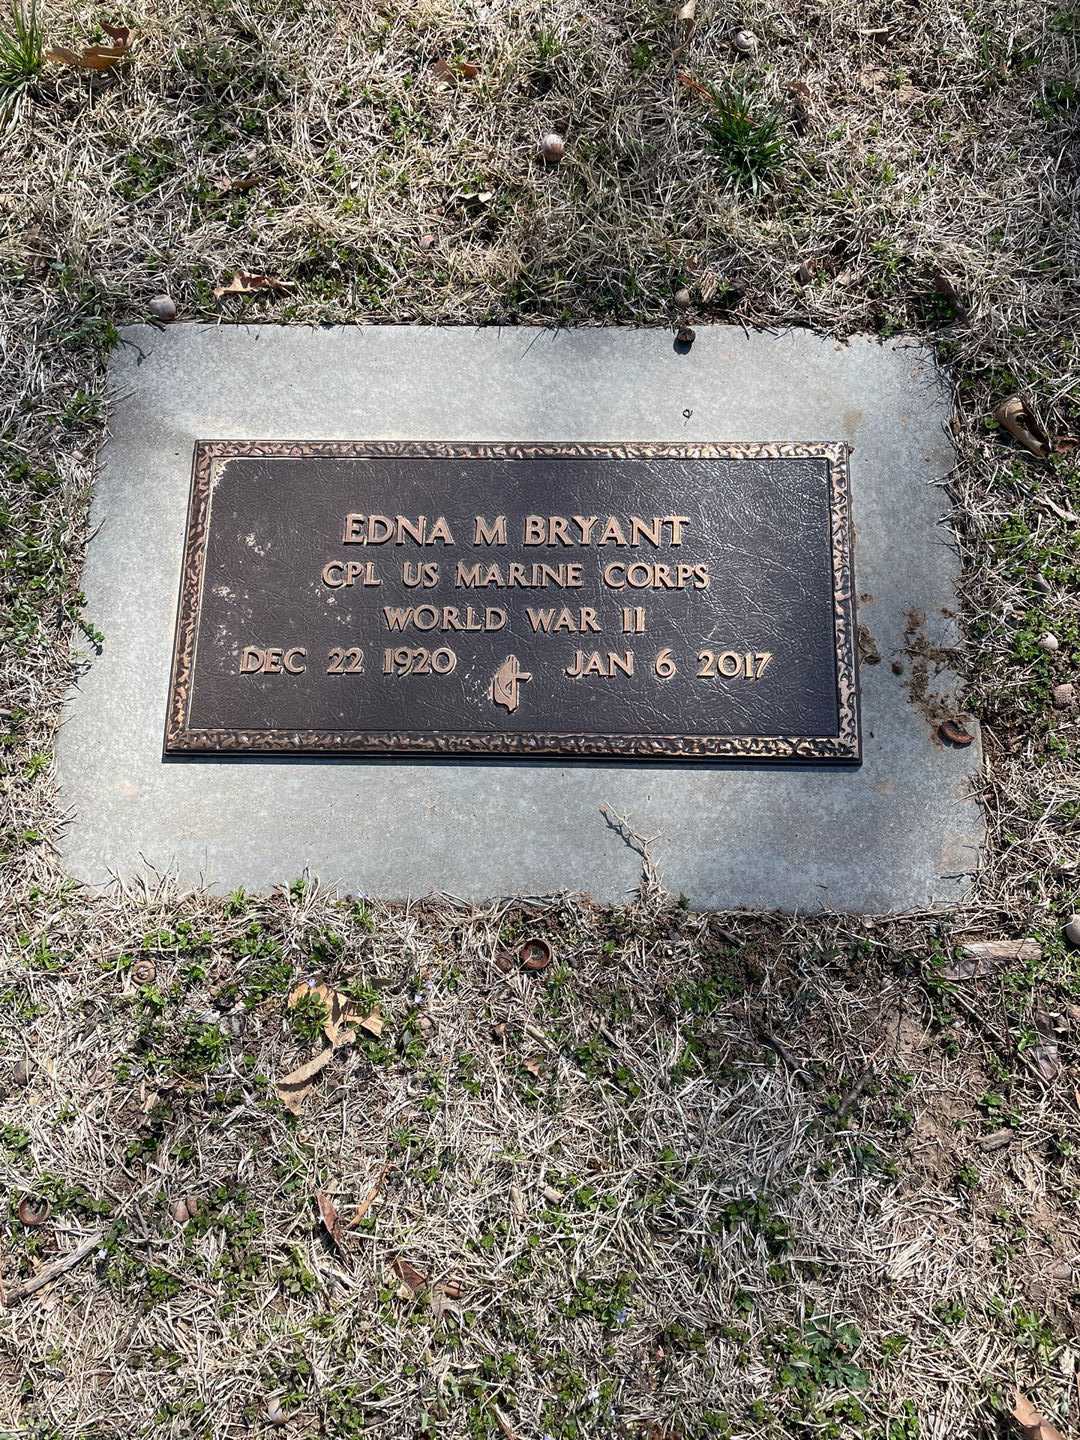 EDNA M BRYANT
CPL US MARINE CORPS
WORLD WAR II
DEC 22 1920 JAN 6 2017